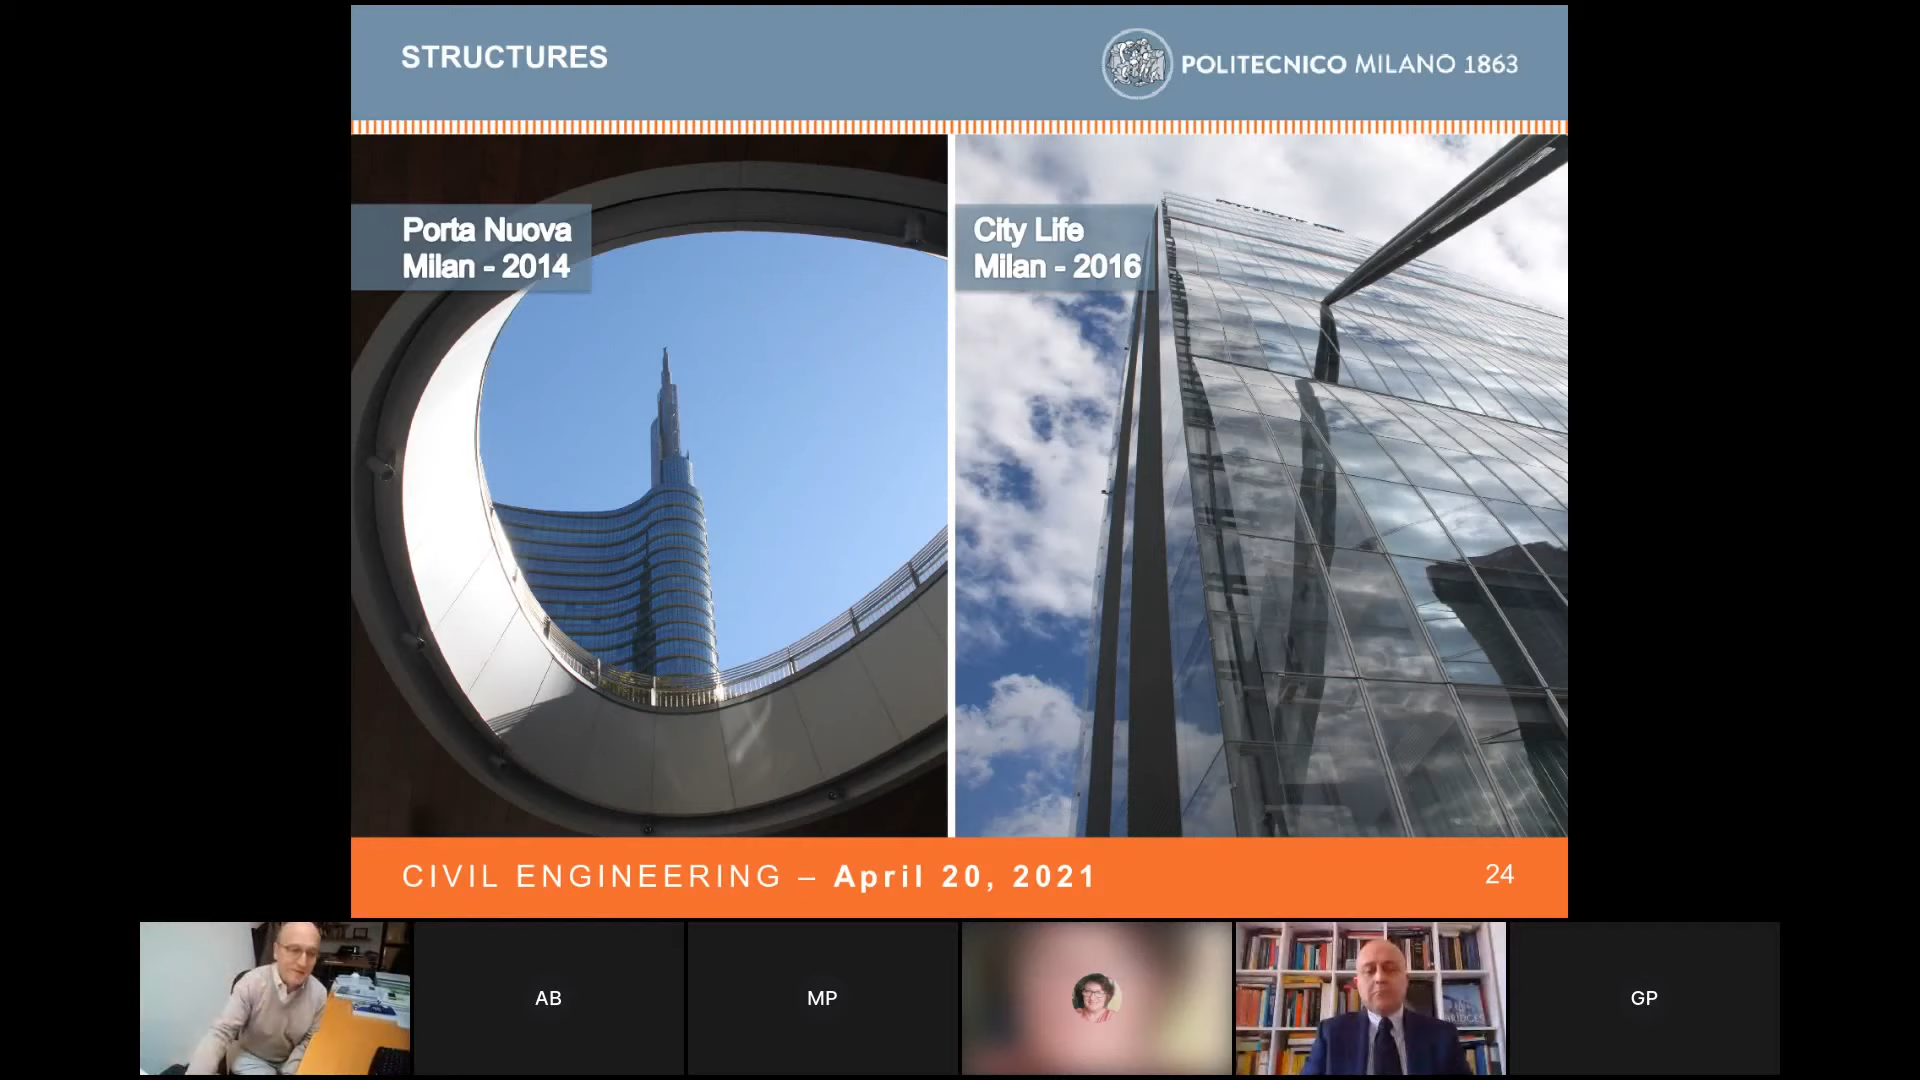 STRUCTURES
POLITECNICO MILANO 1863
Porta Nuova
Milan - 2014
City Life
Milan - 2016
CIVIL ENGINEERING – April 20, 2021
24
AB
MP
BRIDGES
GP